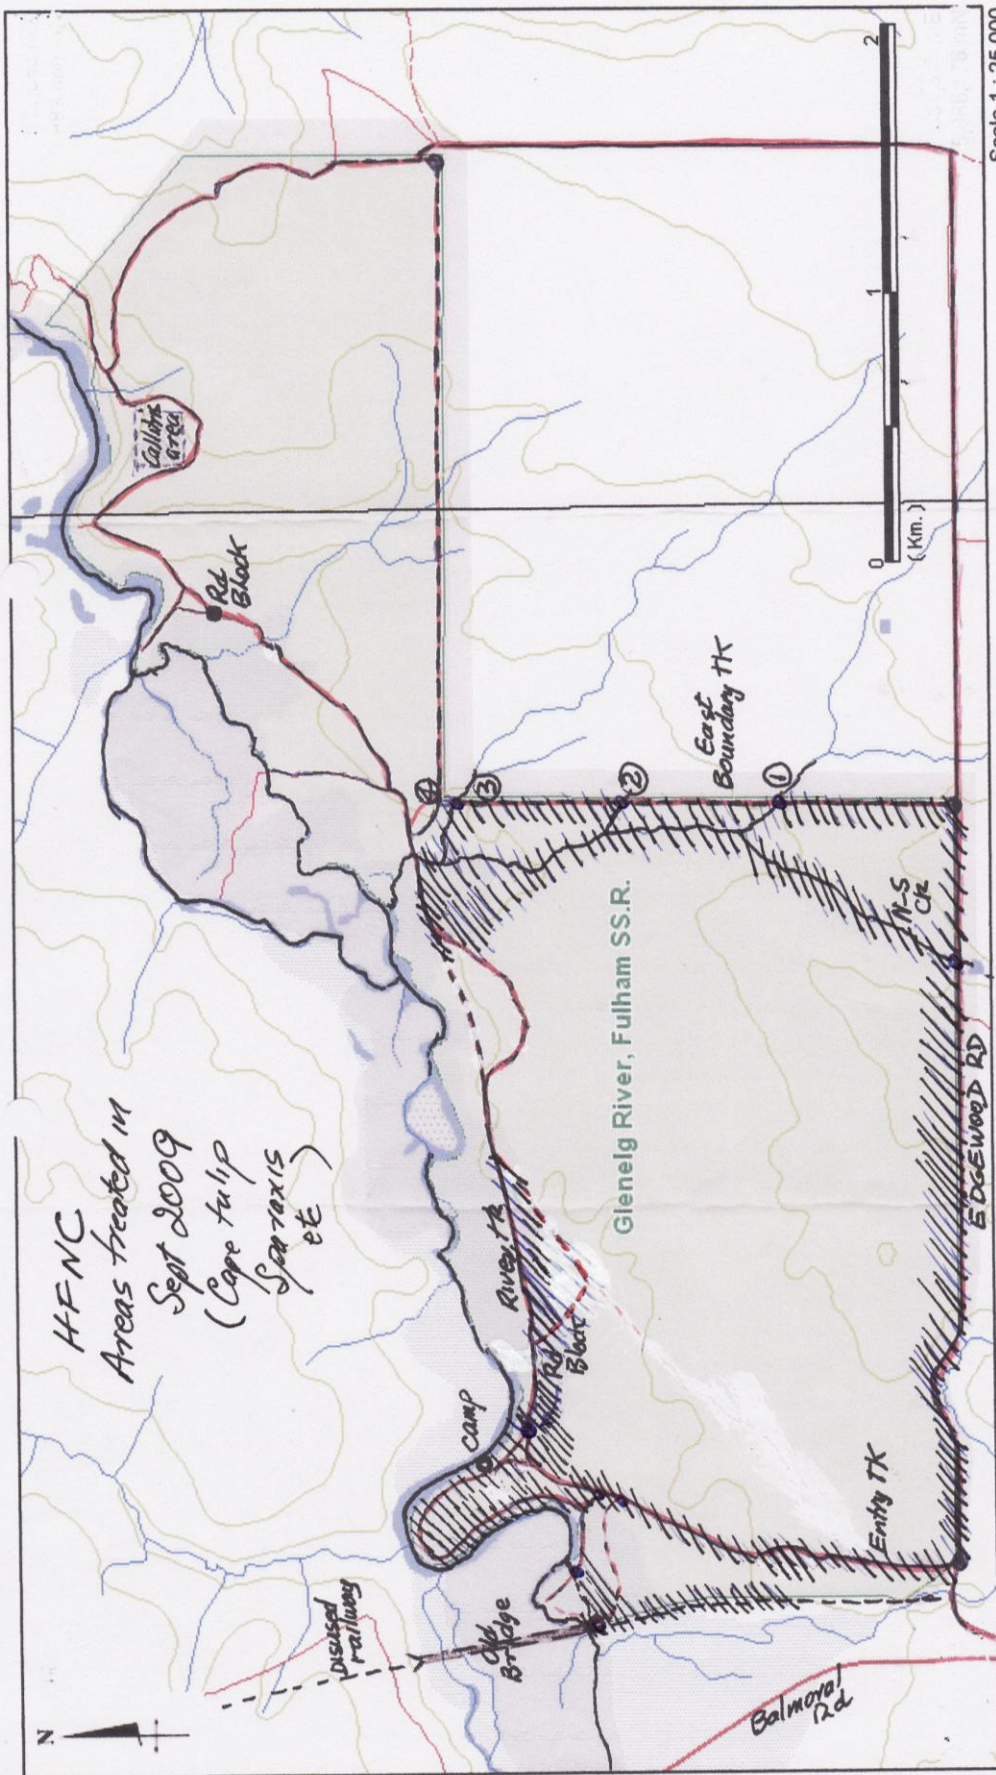 N
HFNC
Areas treated in
Sept 2009
(Cape tulip
Sparaxis
etc)
Disused
railway
Old
Bridge
Balmoral
Rd
camp
River TK
Rd
Block
Entry TK
Glenelg River, Fulham SS.R.
EDGEWOOD RD
N-S
CK
East
Boundary TK
1
2
3
4
Rd
Block
Callitris
area
0
1
2
(Km.)
Scale 1 : 25,000